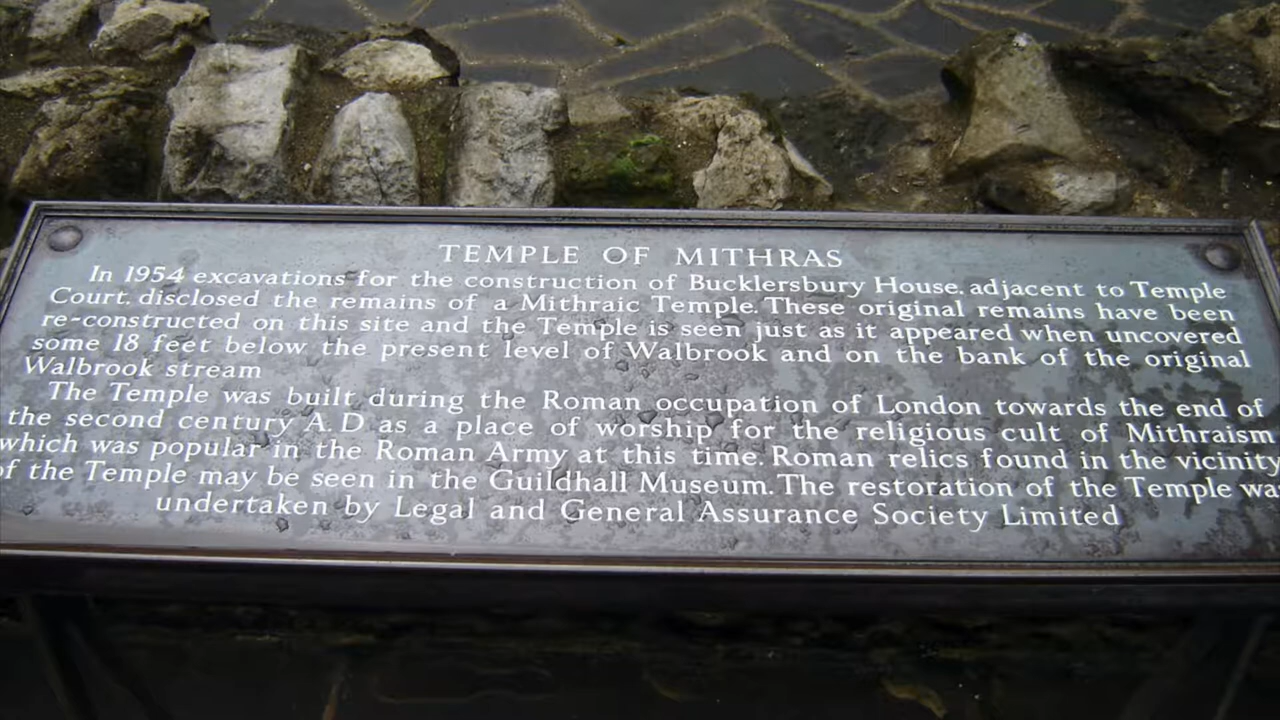 TEMPLE OF MITHRAS
In 1954 excavations for the construction of Bucklersbury House. adjacent to Temple
Court. disclosed the remains of a Mithraic Temple. These original remains have been
re-constructed on this site and the Temple is seen just as it appeared when uncovered
some 18 feet below the present level of Walbrook and on the bank of the original
Walbrook stream
The Temple was built during the Roman occupation of London towards the end of
the second century A.D as a place of worship for the religious cult of Mithraism
which was popular in the Roman Army at this time. Roman relics found in the vicinity
of the Temple may be seen in the Guildhall Museum. The restoration of the Temple wa
undertaken by Legal and General Assurance Society Limited